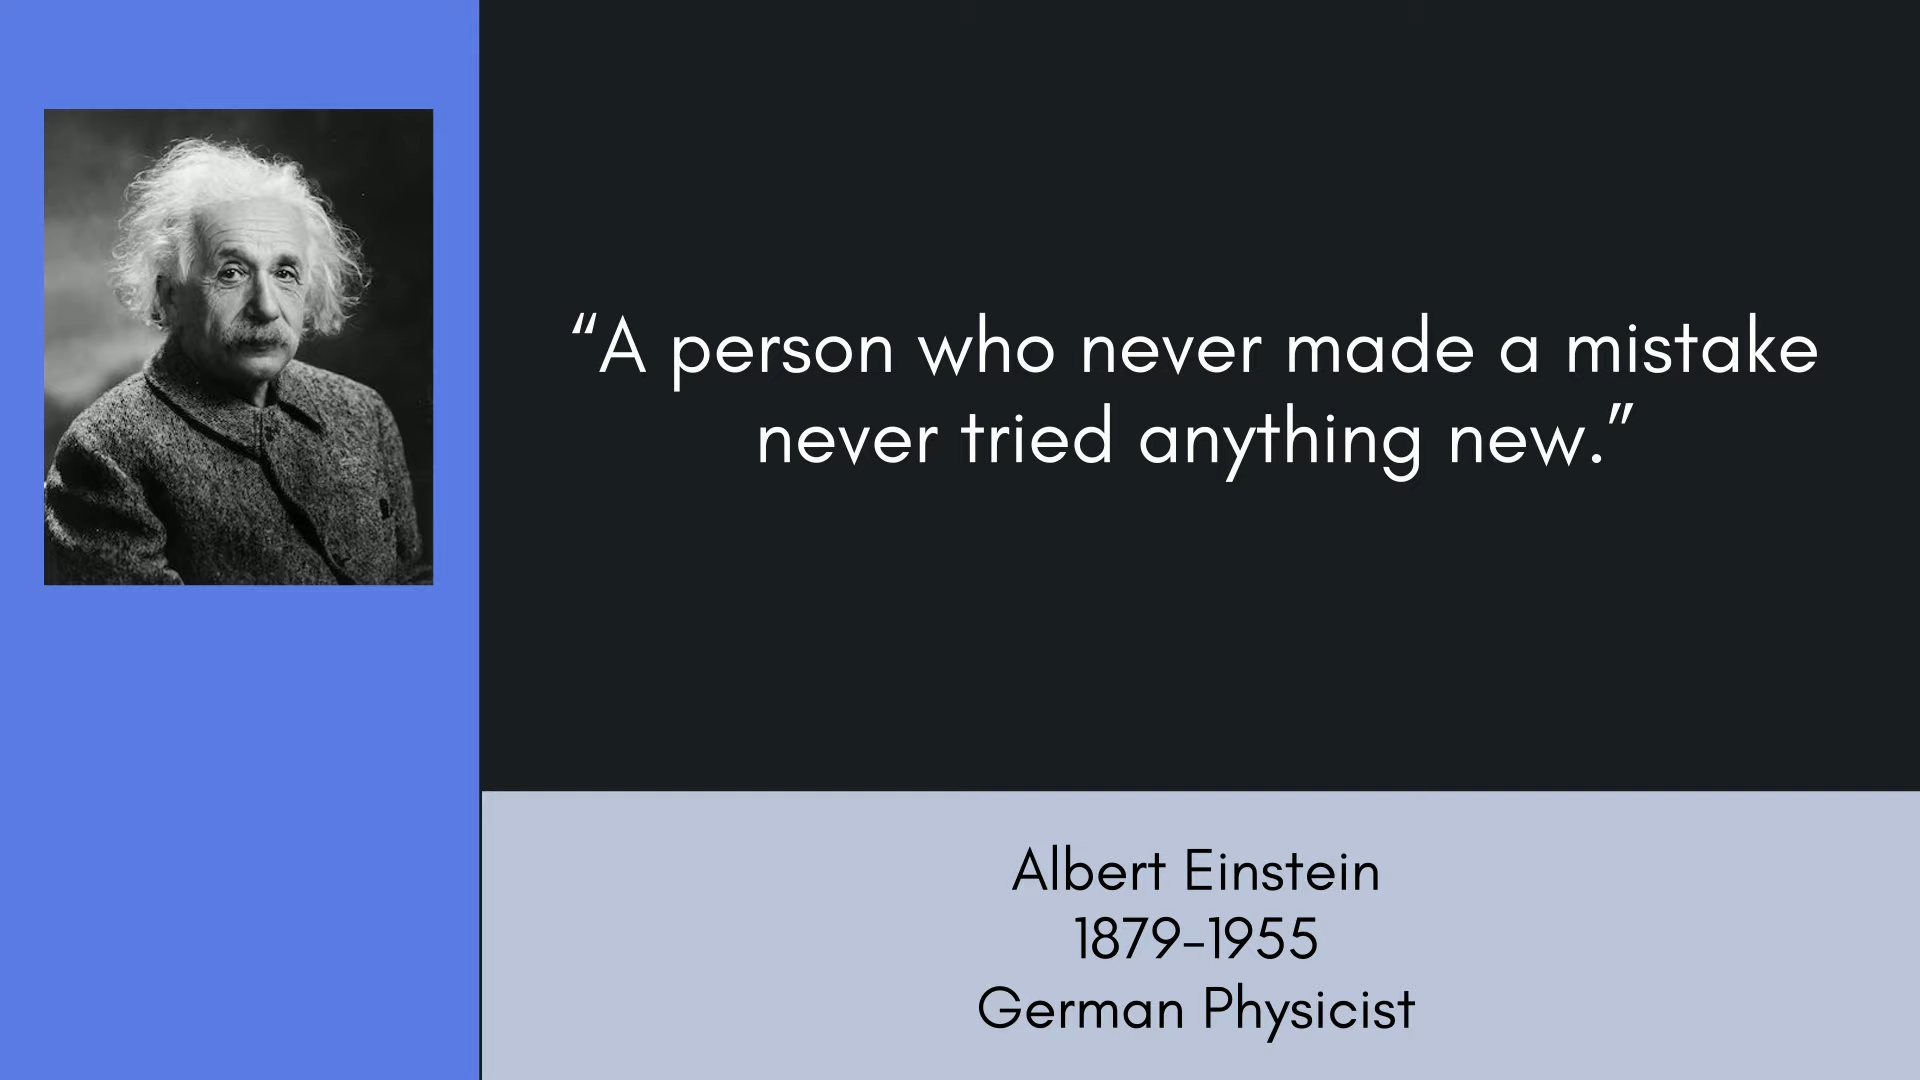 “A person who never made a mistake
never tried anything new.”
Albert Einstein
1879-1955
German Physicist